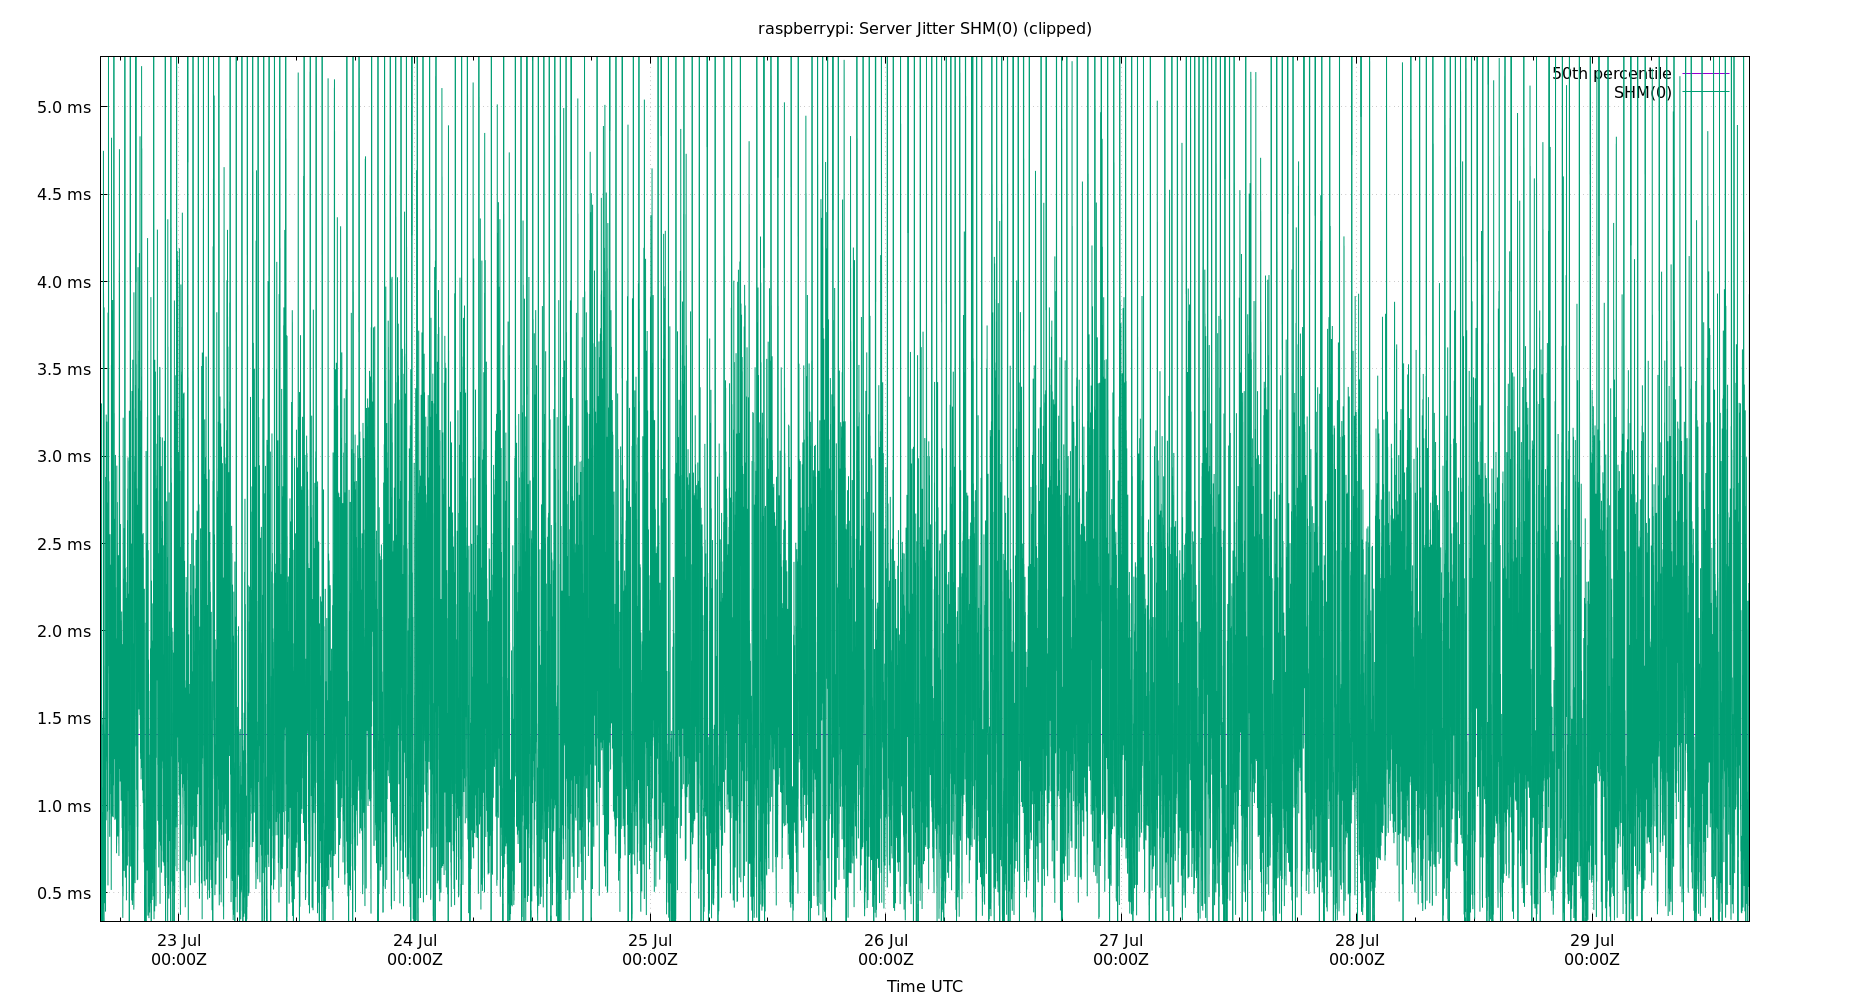 raspberrypi: Server Jitter SHM(0) (clipped)
50th percentile
SHM(0)
5.0 ms
4.5 ms
4.0 ms
3.5 ms
3.0 ms
2.5 ms
2.0 ms
1.5 ms
1.0 ms
0.5 ms
23 Jul 24 Jul 25 Jul 26 Jul 27 Jul 28 Jul 29 Jul
00:00Z 00:00Z 00:00Z 00:00Z 00:00Z 00:00Z 00:00Z
Time UTC